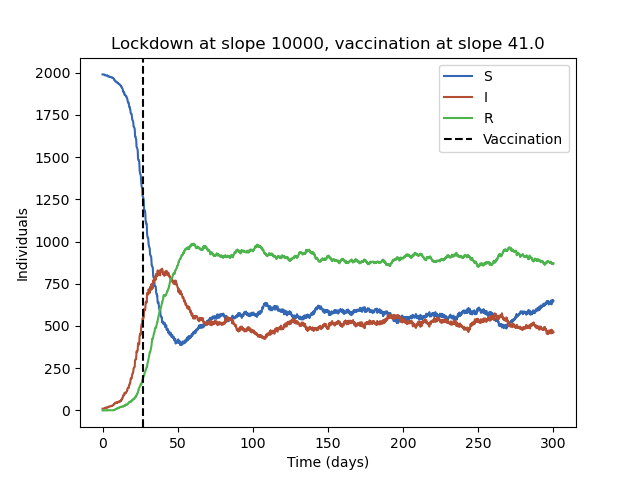 Lockdown at slope 10000, vaccination at slope 41.0
2000
1750
1500
1250
1000
750
500
250
0
Individuals
S
I
R
Vaccination
0 50 100 150 200 250 300
Time (days)